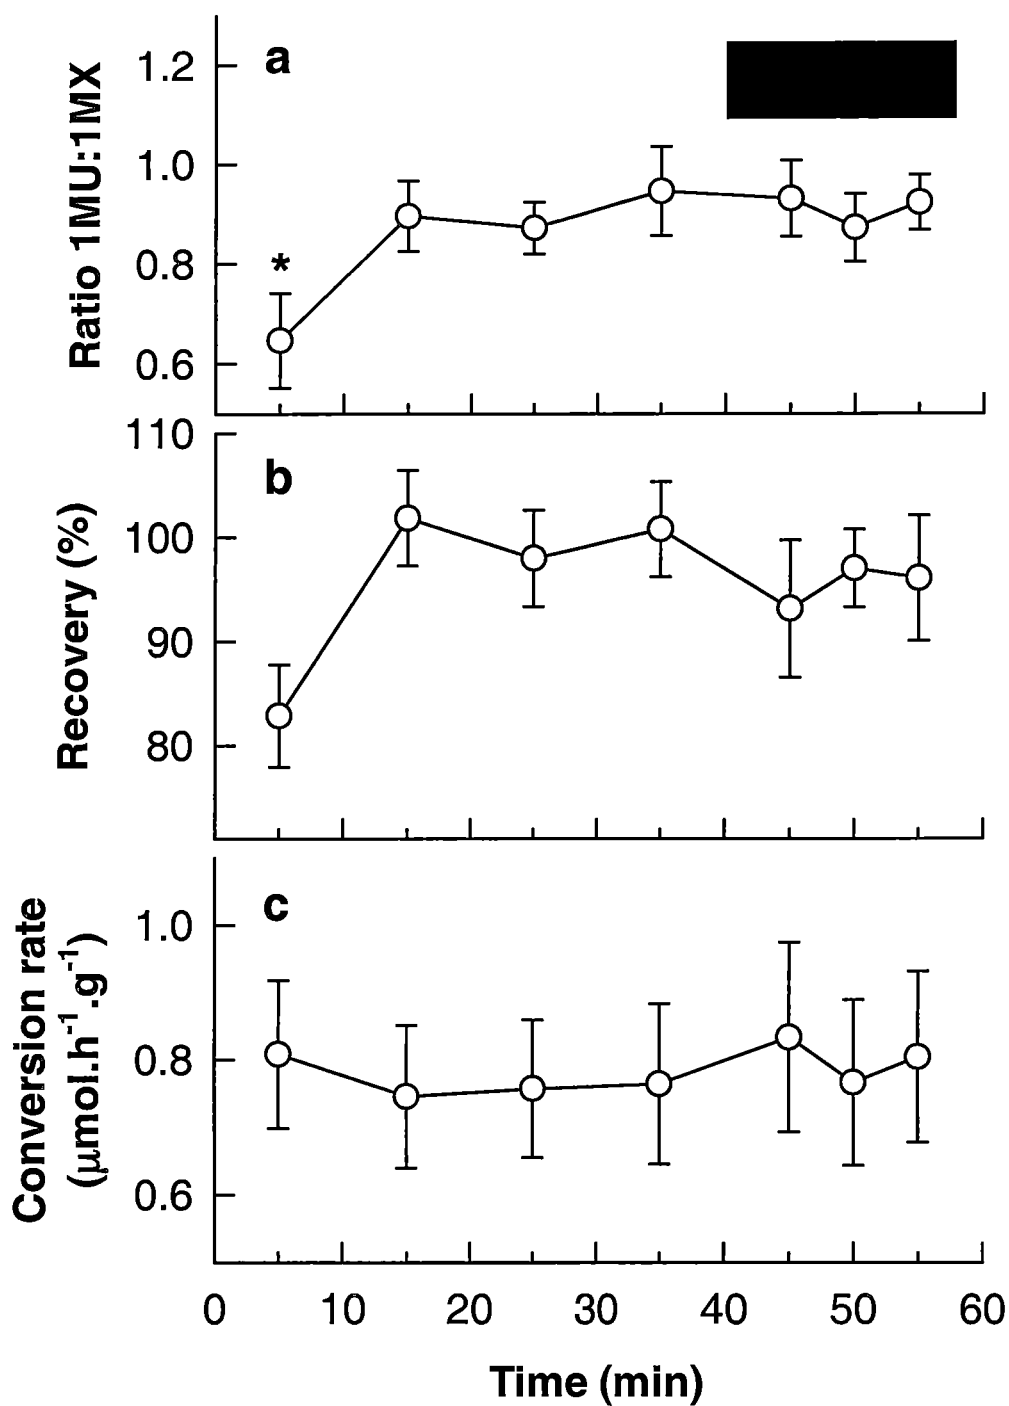 a
Ratio 1MU:1MX
1.2
1.0
0.8
0.6
*
b
Recovery (%)
110
100
90
80
c
Conversion rate
(μmol.h⁻¹.g⁻¹)
1.0
0.8
0.6
0 10 20 30 40 50 60
Time (min)